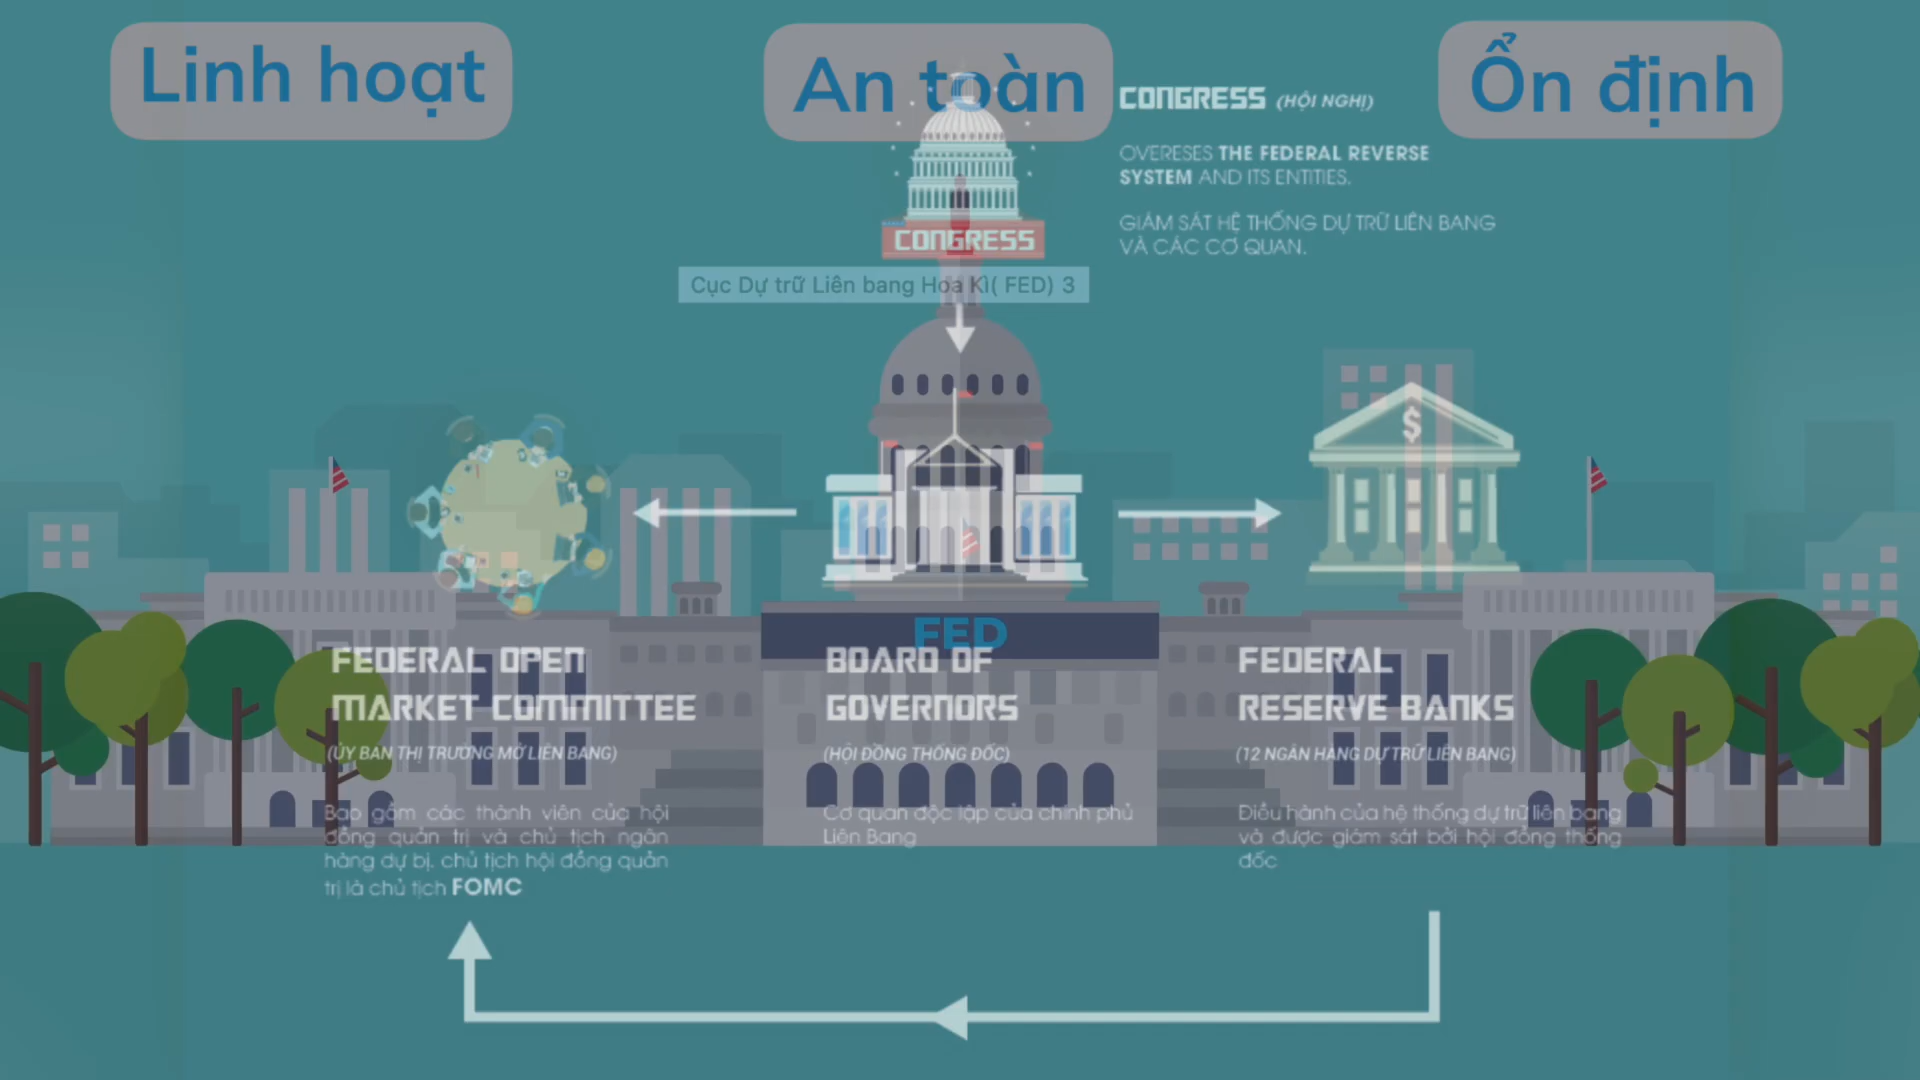 Linh hoạt
An toàn
Ổn định
CONGRESS (HỘI NGHỊ)
OVERESES THE FEDERAL REVERSE
SYSTEM AND ITS ENTITIES.
GIÁM SÁT HỆ THỐNG DỰ TRỮ LIÊN BANG
VÀ CÁC CƠ QUAN.
CONGRESS
Cục Dự trữ Liên bang Hoa Kì( FED) 3
FED
FEDERAL OPEN
MARKET COMMITTEE
(ỦY BAN THỊ TRƯỜNG MỞ LIÊN BANG)
Bao gồm các thành viên của hội
đồng quản trị và chủ tịch ngân
hàng dự bị. chủ tịch hội đồng quản
trị là chủ tịch FOMC
BOARD OF
GOVERNORS
(HỘI ĐỒNG THỐNG ĐỐC)
Cơ quan độc lập của chính phủ
Liên Bang
FEDERAL
RESERVE BANKS
(12 NGÂN HÀNG DỰ TRỮ LIÊN BANG)
Điều hành của hệ thống dự trữ liên bang
và được giám sát bởi hội đồng thống
đốc